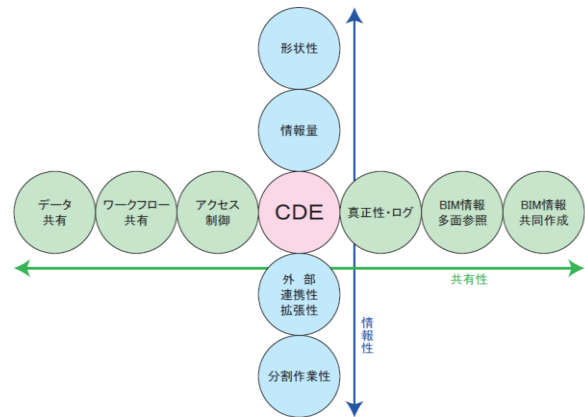 形状性
情報量
データ
共有
ワークフロー
共有
アクセス
制御
CDE
真正性・ログ
BIM情報
多面参照
BIM情報
共同作成
共有性
外　部
連携性
拡張性
情報性
分割作業性